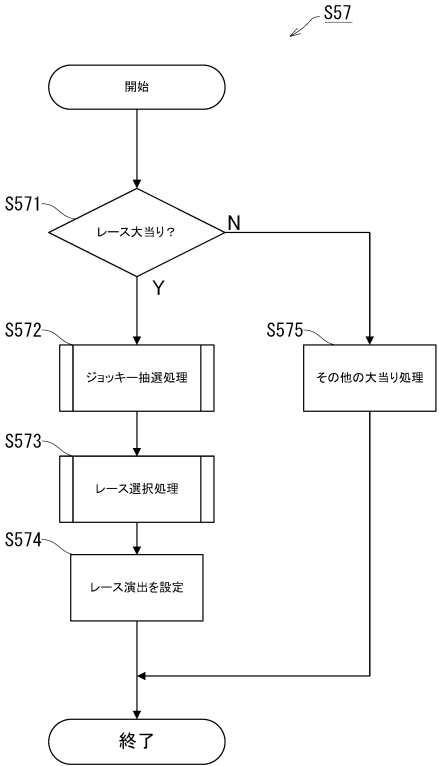 S57
開始
S571
レース大当り？
N
Y
S572
ジョッキー抽選処理
S575
その他の大当り処理
S573
レース選択処理
S574
レース演出を設定
終了